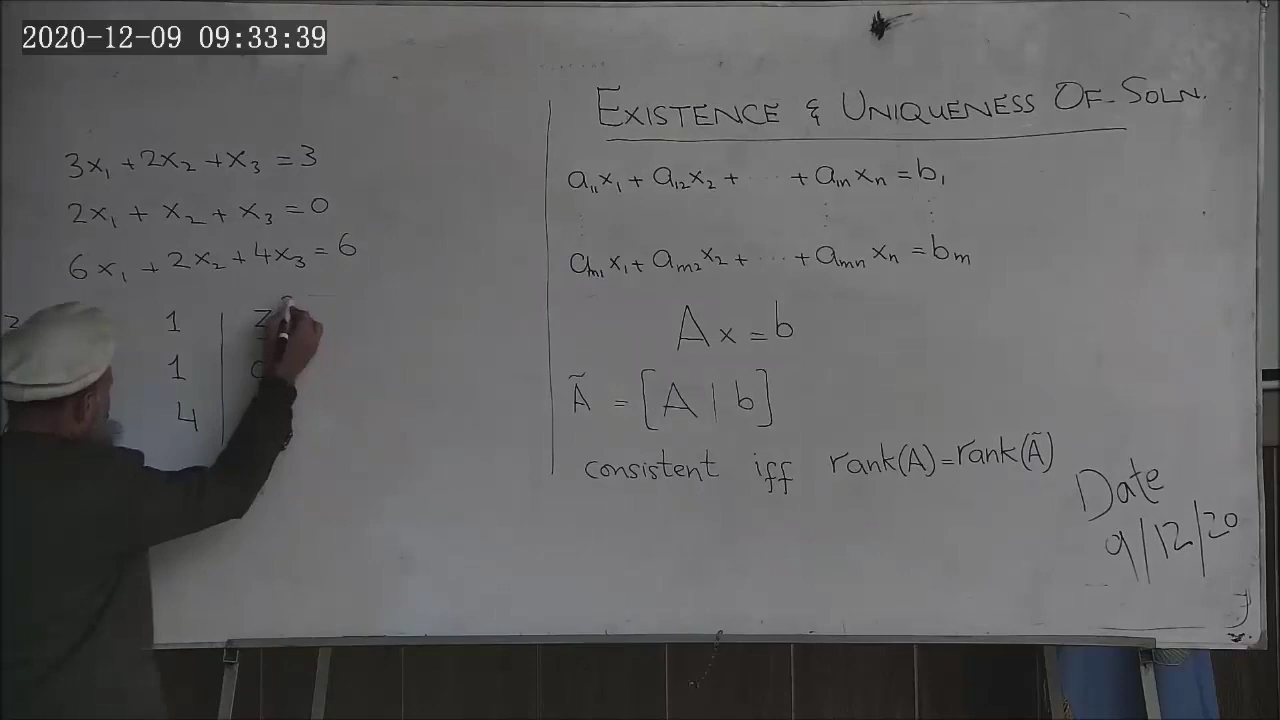 2020-12-09 09:33:39
3x₁ + 2x₂ + x₃ = 3
2x₁ + x₂ + x₃ = 0
6x₁ + 2x₂ + 4x₃ = 6
1 |
1 |
4 |
EXISTENCE & UNIQUENESS OF SOLN.
a₁₁x₁ + a₁₂x₂ + ... + a₁ₙxₙ = b₁
⋮ ⋮ ⋮
aₘ₁x₁ + aₘ₂x₂ + ... + aₘₙxₙ = bₘ
Ax = b
Ã = [A | b]
consistent iff rank(A) = rank(Ã)
Date
9/12/20